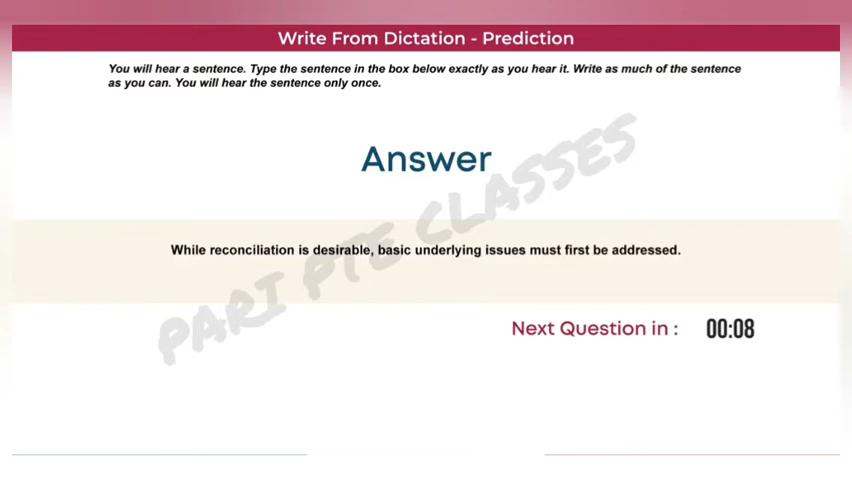 Write From Dictation - Prediction
You will hear a sentence. Type the sentence in the box below exactly as you hear it. Write as much of the sentence
as you can. You will hear the sentence only once.
Answer
PARI PTE CLASSES
While reconciliation is desirable, basic underlying issues must first be addressed.
Next Question in : 00:08